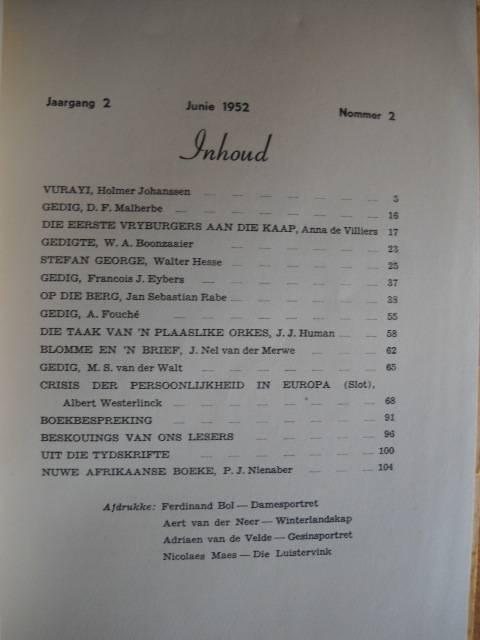 Jaargang 2 Junie 1952 Nommer 2
Inhoud
VURAYI, Holmer Johanssen 5
GEDIG, D. F. Malherbe 16
DIE EERSTE VRYBURGERS AAN DIE KAAP, Anna de Villiers 17
GEDIGTE, W. A. Boonzaaier 23
STEFAN GEORGE, Walter Hesse 25
GEDIG, Francois J. Eybers 37
OP DIE BERG, Jan Sebastian Rabe 38
GEDIG, A. Fouché 55
DIE TAAK VAN 'N PLAASLIKE ORKES, J. J. Human 58
BLOMME EN 'N BRIEF, J. Nel van der Merwe 62
GEDIG, M. S. van der Walt 65
CRISIS DER PERSOONLIJKHEID IN EUROPA (Slot),
Albert Westerlinck 68
BOEKBESPREKING 91
BESKOUINGS VAN ONS LESERS 96
UIT DIE TYDSKRIFTE 100
NUWE AFRIKAANSE BOEKE, P. J. Nienaber 104
Afdrukke: Ferdinand Bol — Damesportret
Aert van der Neer — Winterlandskap
Adriaen van de Velde — Gesinsportret
Nicolaes Maes — Die Luistervink